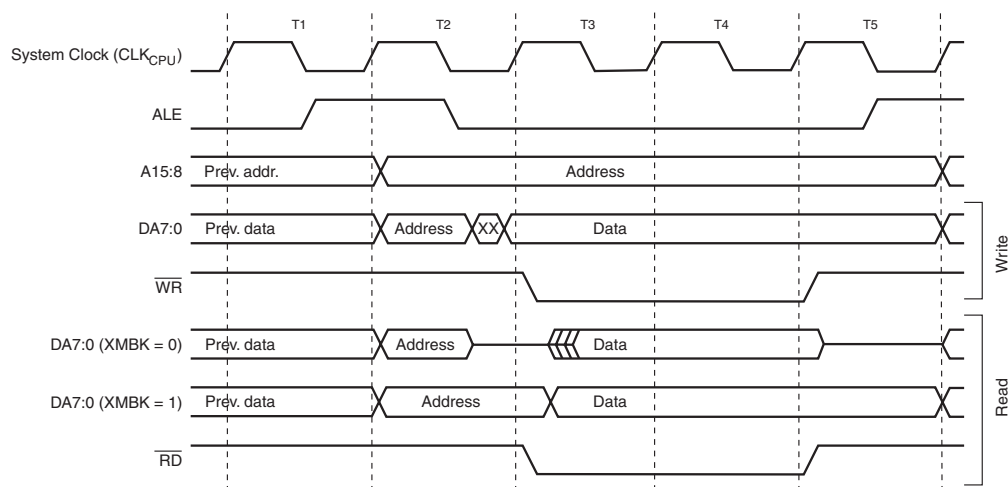 T1 T2 T3 T4 T5
System Clock (CLKCPU)
ALE
A15:8 Prev. addr. Address
DA7:0 Prev. data Address XX Data
WR
Write
DA7:0 (XMBK = 0) Prev. data Address Data
DA7:0 (XMBK = 1) Prev. data Address Data
RD
Read